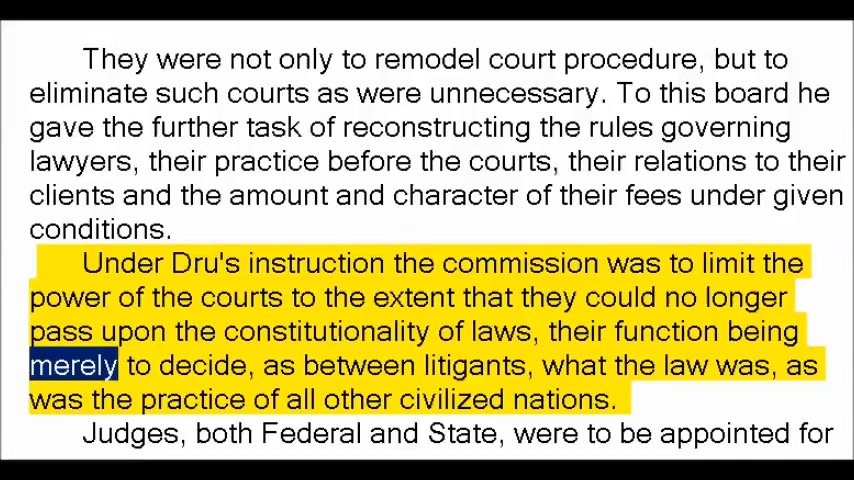 They were not only to remodel court procedure, but to
eliminate such courts as were unnecessary. To this board he
gave the further task of reconstructing the rules governing
lawyers, their practice before the courts, their relations to their
clients and the amount and character of their fees under given
conditions.
Under Dru's instruction the commission was to limit the
power of the courts to the extent that they could no longer
pass upon the constitutionality of laws, their function being
merely to decide, as between litigants, what the law was, as
was the practice of all other civilized nations.
Judges, both Federal and State, were to be appointed for